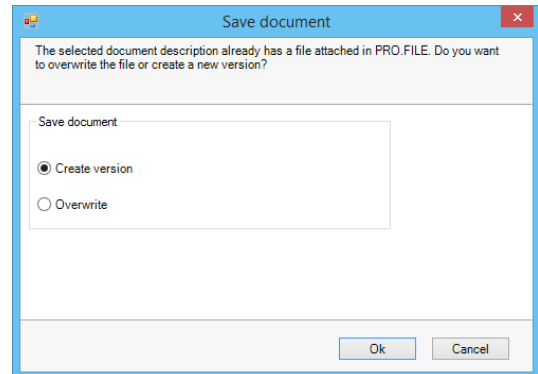 Save document
The selected document description already has a file attached in PRO.FILE. Do you want
to overwrite the file or create a new version?
Save document
Create version
Overwrite
Ok
Cancel